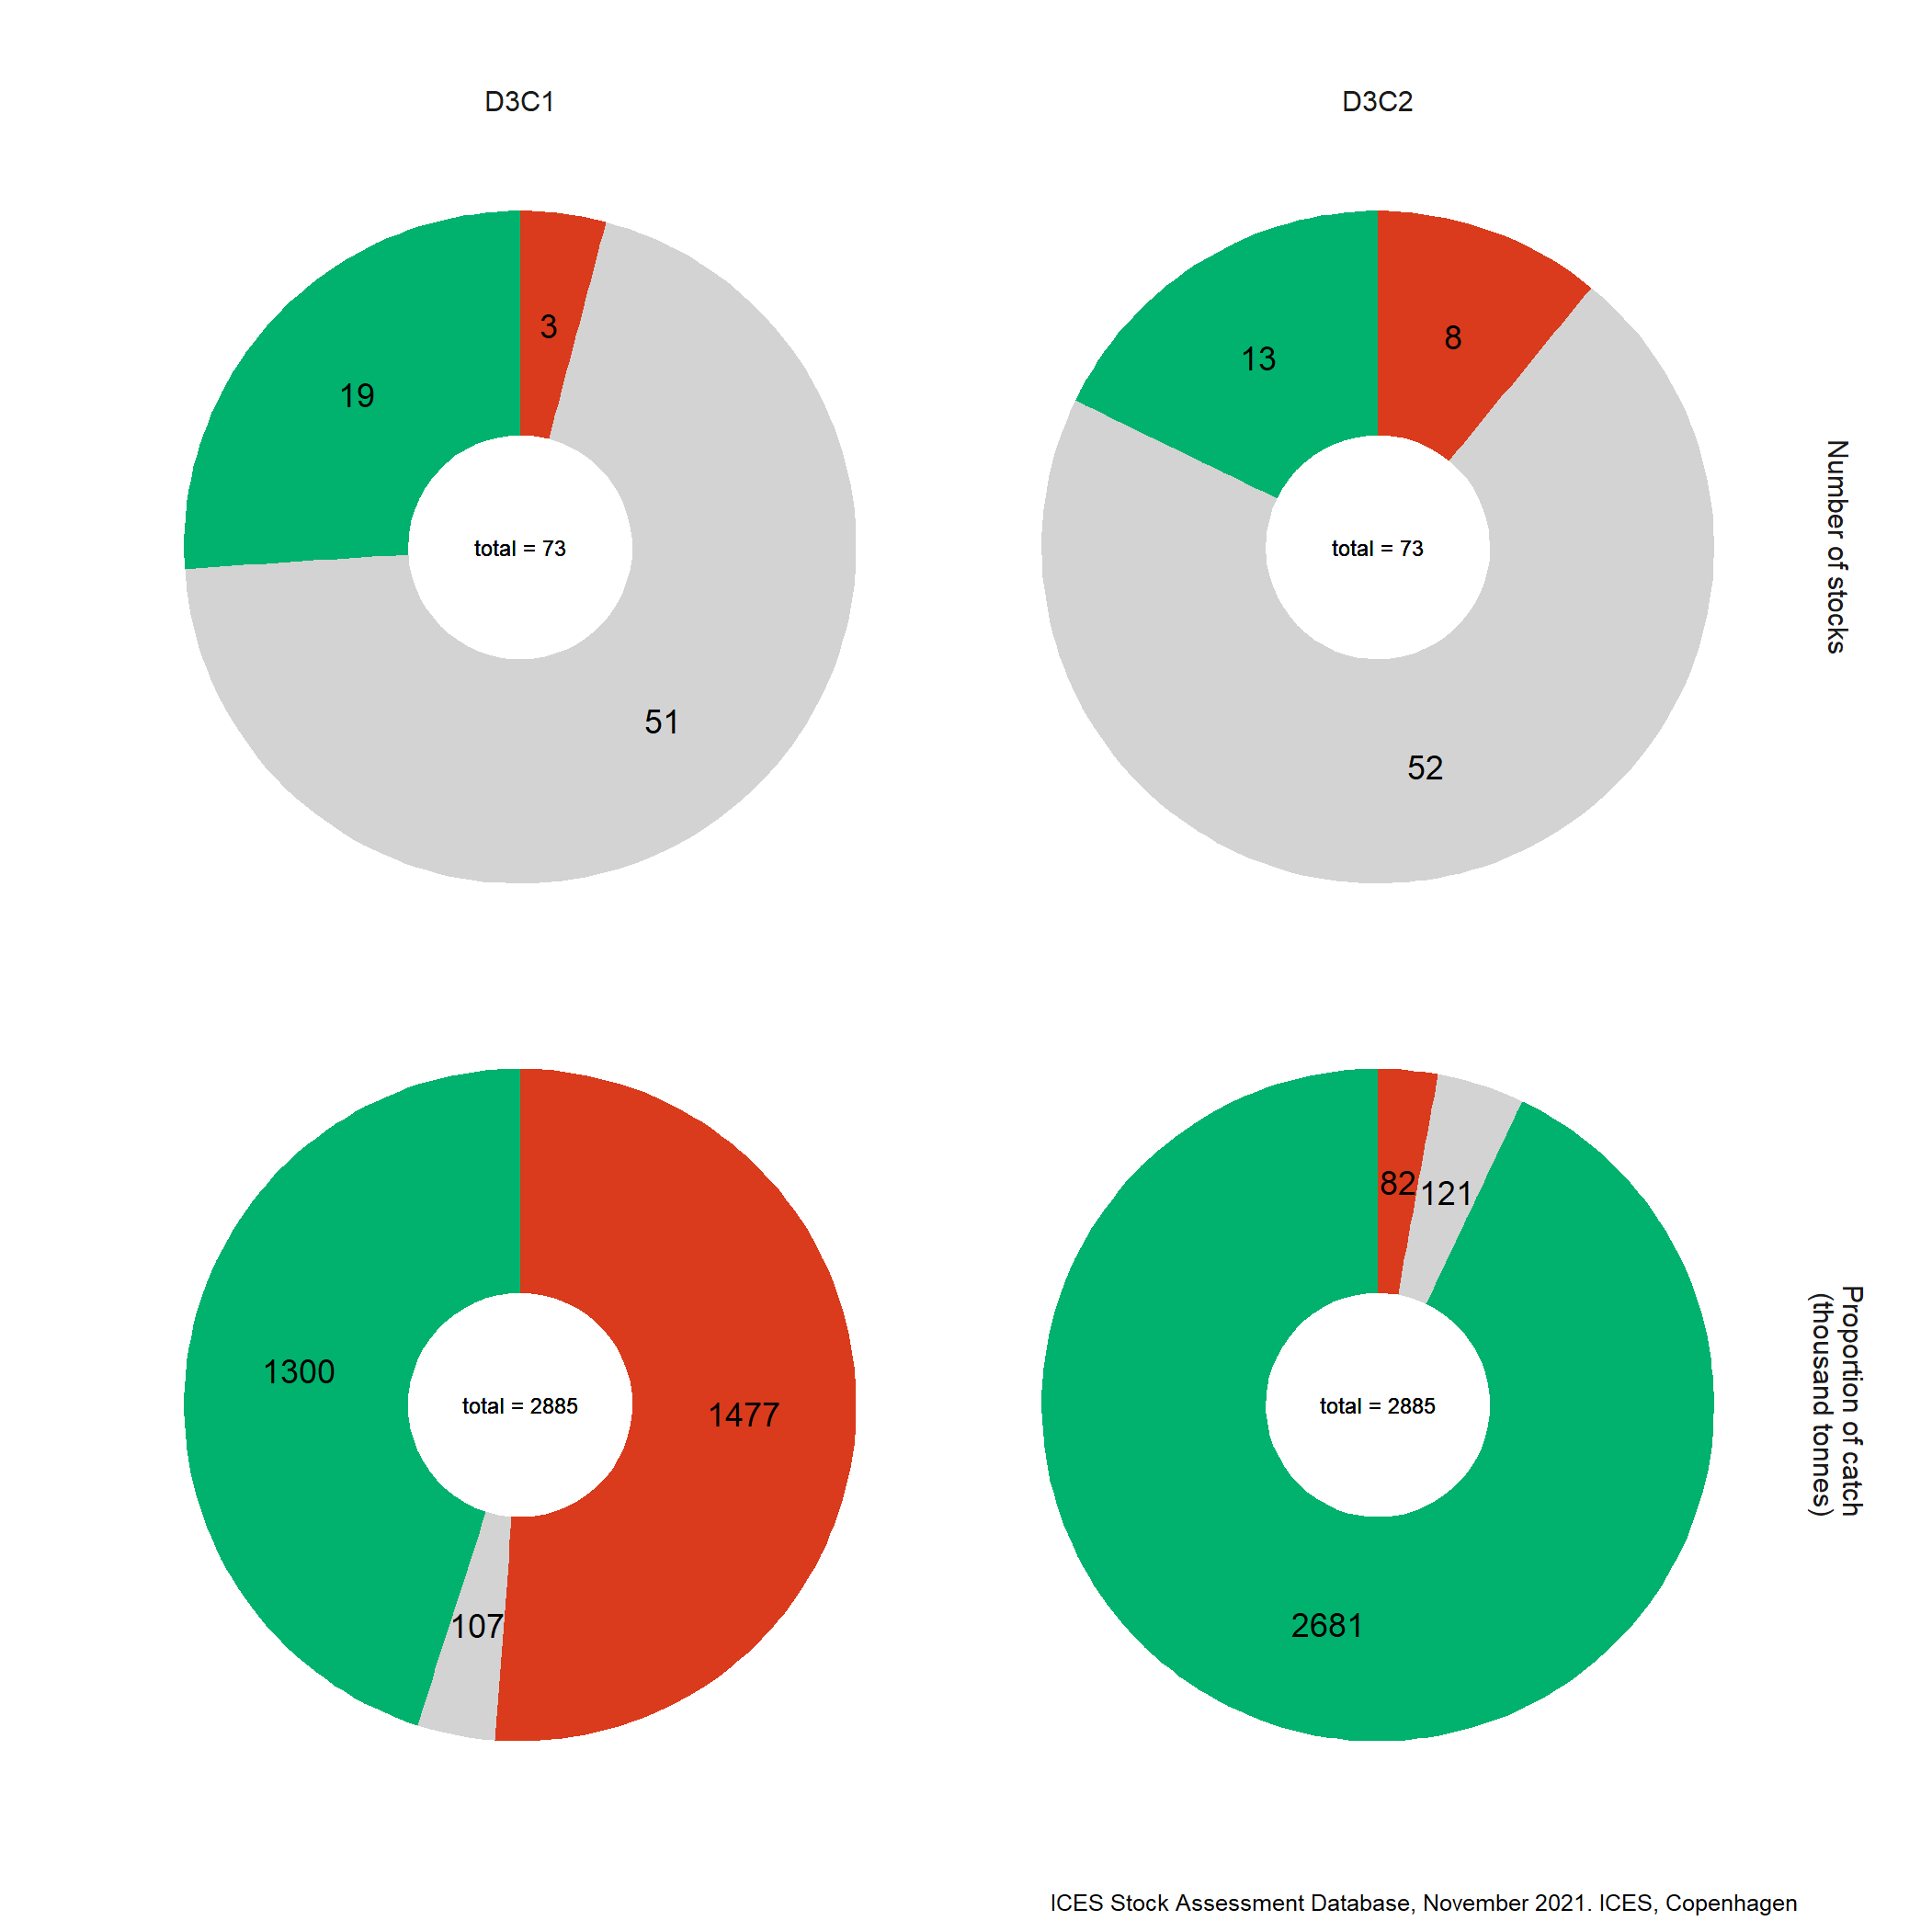 D3C1
D3C2
3
19
51
total = 73
8
13
52
total = 73
Number of stocks
1300
1477
107
total = 2885
82
121
2681
total = 2885
Proportion of catch
(thousand tonnes)
ICES Stock Assessment Database, November 2021. ICES, Copenhagen